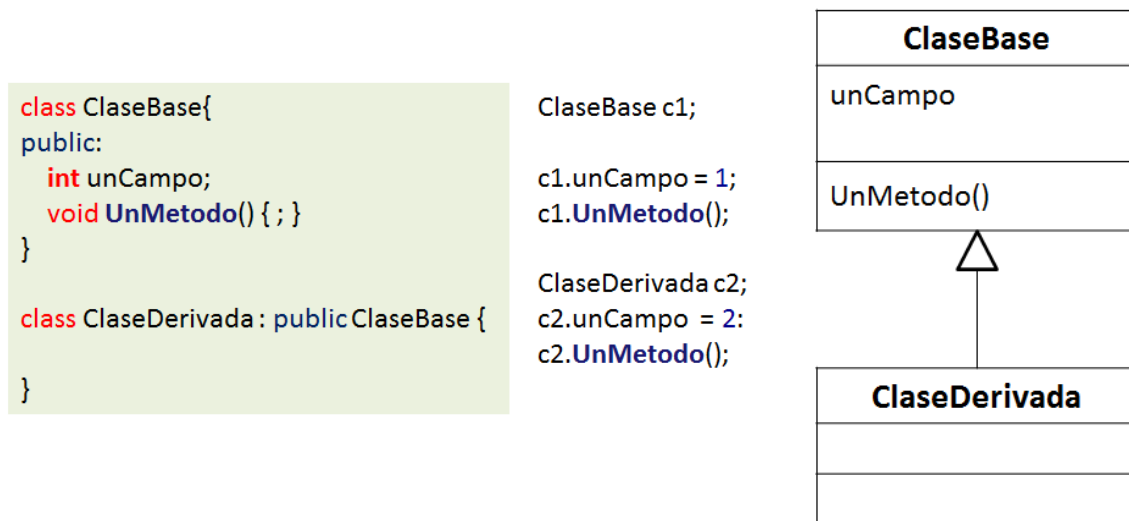 class ClaseBase{
public:
int unCampo;
void UnMetodo() { ; }
}
class ClaseDerivada : public ClaseBase {
}
ClaseBase c1;
c1.unCampo = 1;
c1.UnMetodo();
ClaseDerivada c2;
c2.unCampo = 2:
c2.UnMetodo();
ClaseBase
unCampo
UnMetodo()
ClaseDerivada